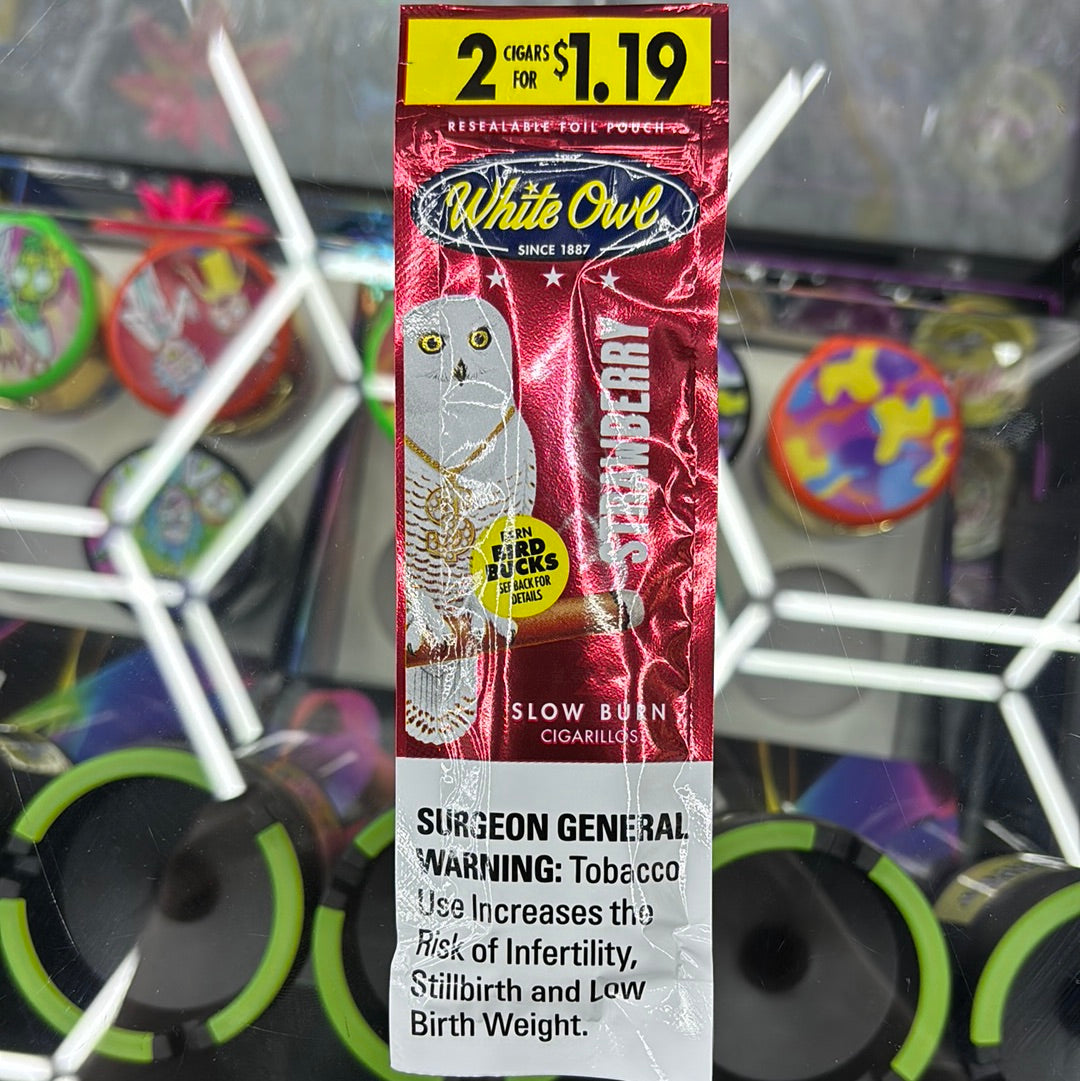 2 CIGARS FOR $1.19
RESEALABLE FOIL POUCH
White Owl
SINCE 1887
STRAWBERRY
EARN
BIRD
BUCKS
SEE BACK FOR
DETAILS
SLOW BURN
CIGARILLOS
SURGEON GENERAL
WARNING: Tobacco
Use Increases the
Risk of Infertility,
Stillbirth and Low
Birth Weight.